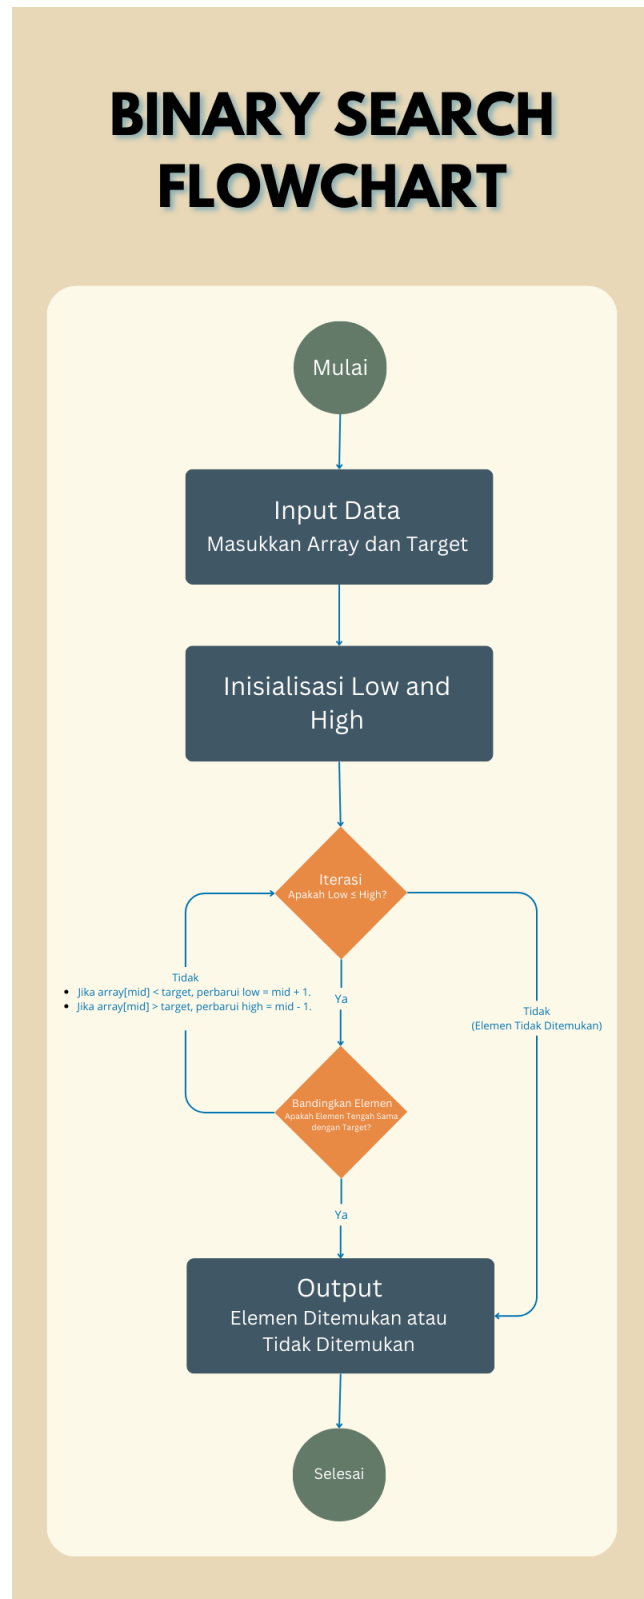 BINARY SEARCH
FLOWCHART
Mulai
Input Data
Masukkan Array dan Target
Inisialisasi Low and
High
Iterasi
Apakah Low ≤ High?
Tidak
• Jika array[mid] < target, perbarui low = mid + 1.
• Jika array[mid] > target, perbarui high = mid - 1.
Ya
Tidak
(Elemen Tidak Ditemukan)
Bandingkan Elemen
Apakah Elemen Tengah Sama
dengan Target?
Ya
Output
Elemen Ditemukan atau
Tidak Ditemukan
Selesai